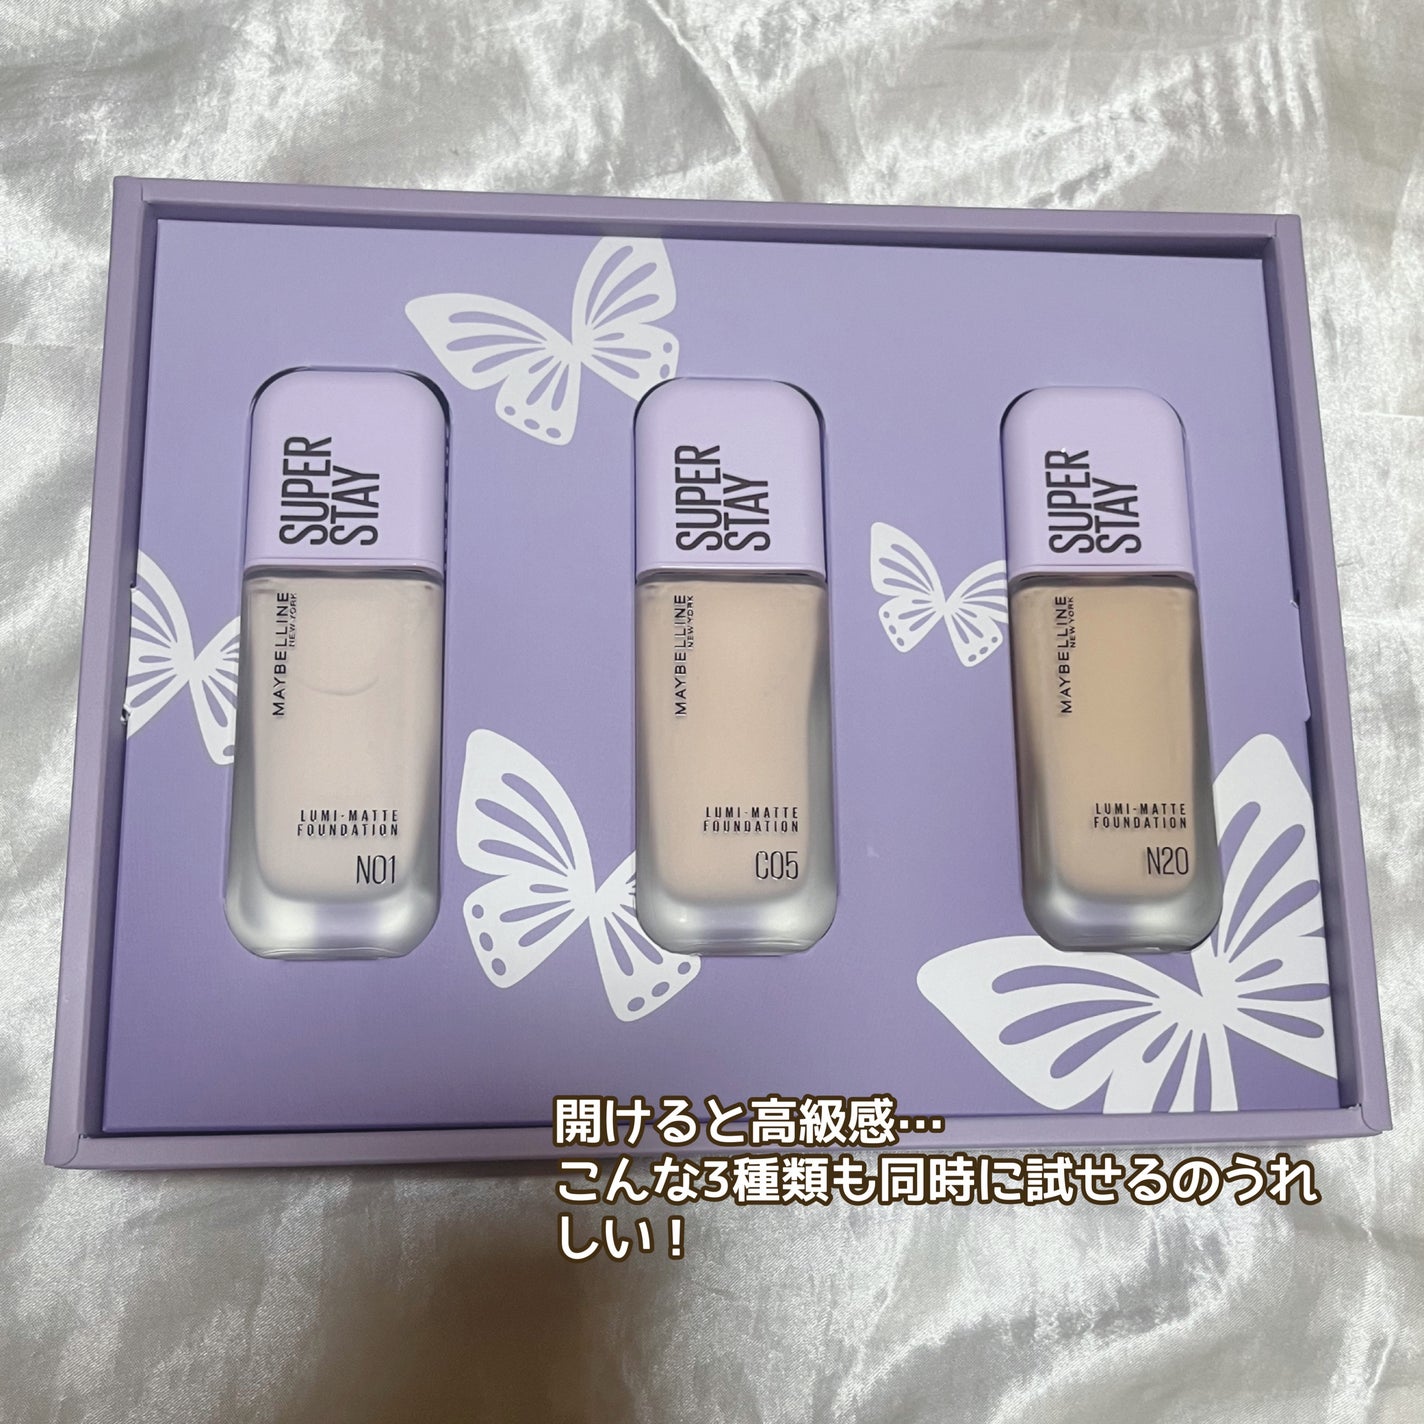 SUPER
STAY
MAYBELLINE
NEW YORK
LUMI-MATTE
FOUNDATION
N01
SUPER
STAY
MAYBELLINE
NEW YORK
LUMI-MATTE
FOUNDATION
C05
SUPER
STAY
MAYBELLINE
NEW YORK
LUMI-MATTE
FOUNDATION
N20
開けると高級感…
こんな3種類も同時に試せるのうれ
しい！